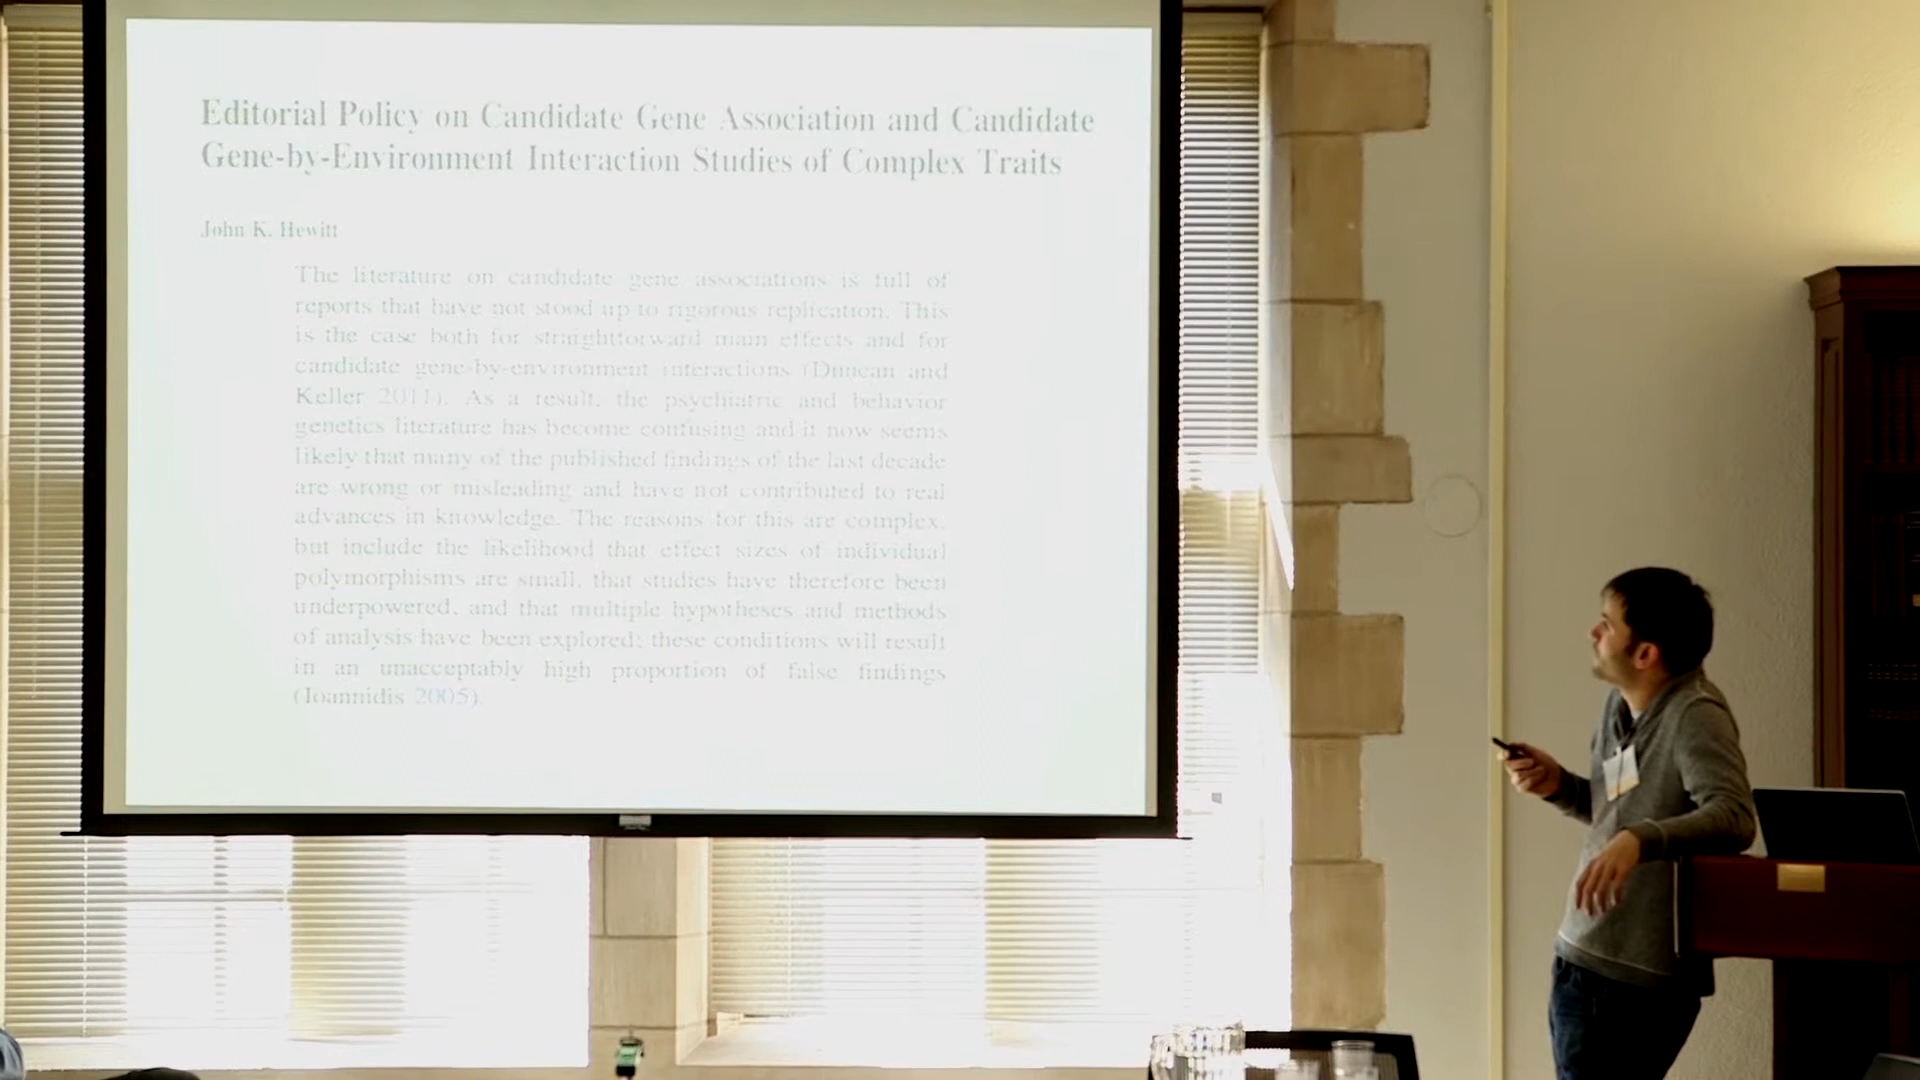 Editorial Policy on Candidate Gene Association and Candidate
Gene-by-Environment Interaction Studies of Complex Traits
John K. Hewitt
The literature on candidate gene associations is full of
reports that have not stood up to rigorous replication. This
is the case both for straightforward main effects and for
candidate gene-by-environment interactions (Duncan and
Keller 2011). As a result, the psychiatric and behavior
genetics literature has become confusing and it now seems
likely that many of the published findings of the last decade
are wrong or misleading and have not contributed to real
advances in knowledge. The reasons for this are complex,
but include the likelihood that effect sizes of individual
polymorphisms are small, that studies have therefore been
underpowered, and that multiple hypotheses and methods
of analysis have been explored; these conditions will result
in an unacceptably high proportion of false findings
(Ioannidis 2005).